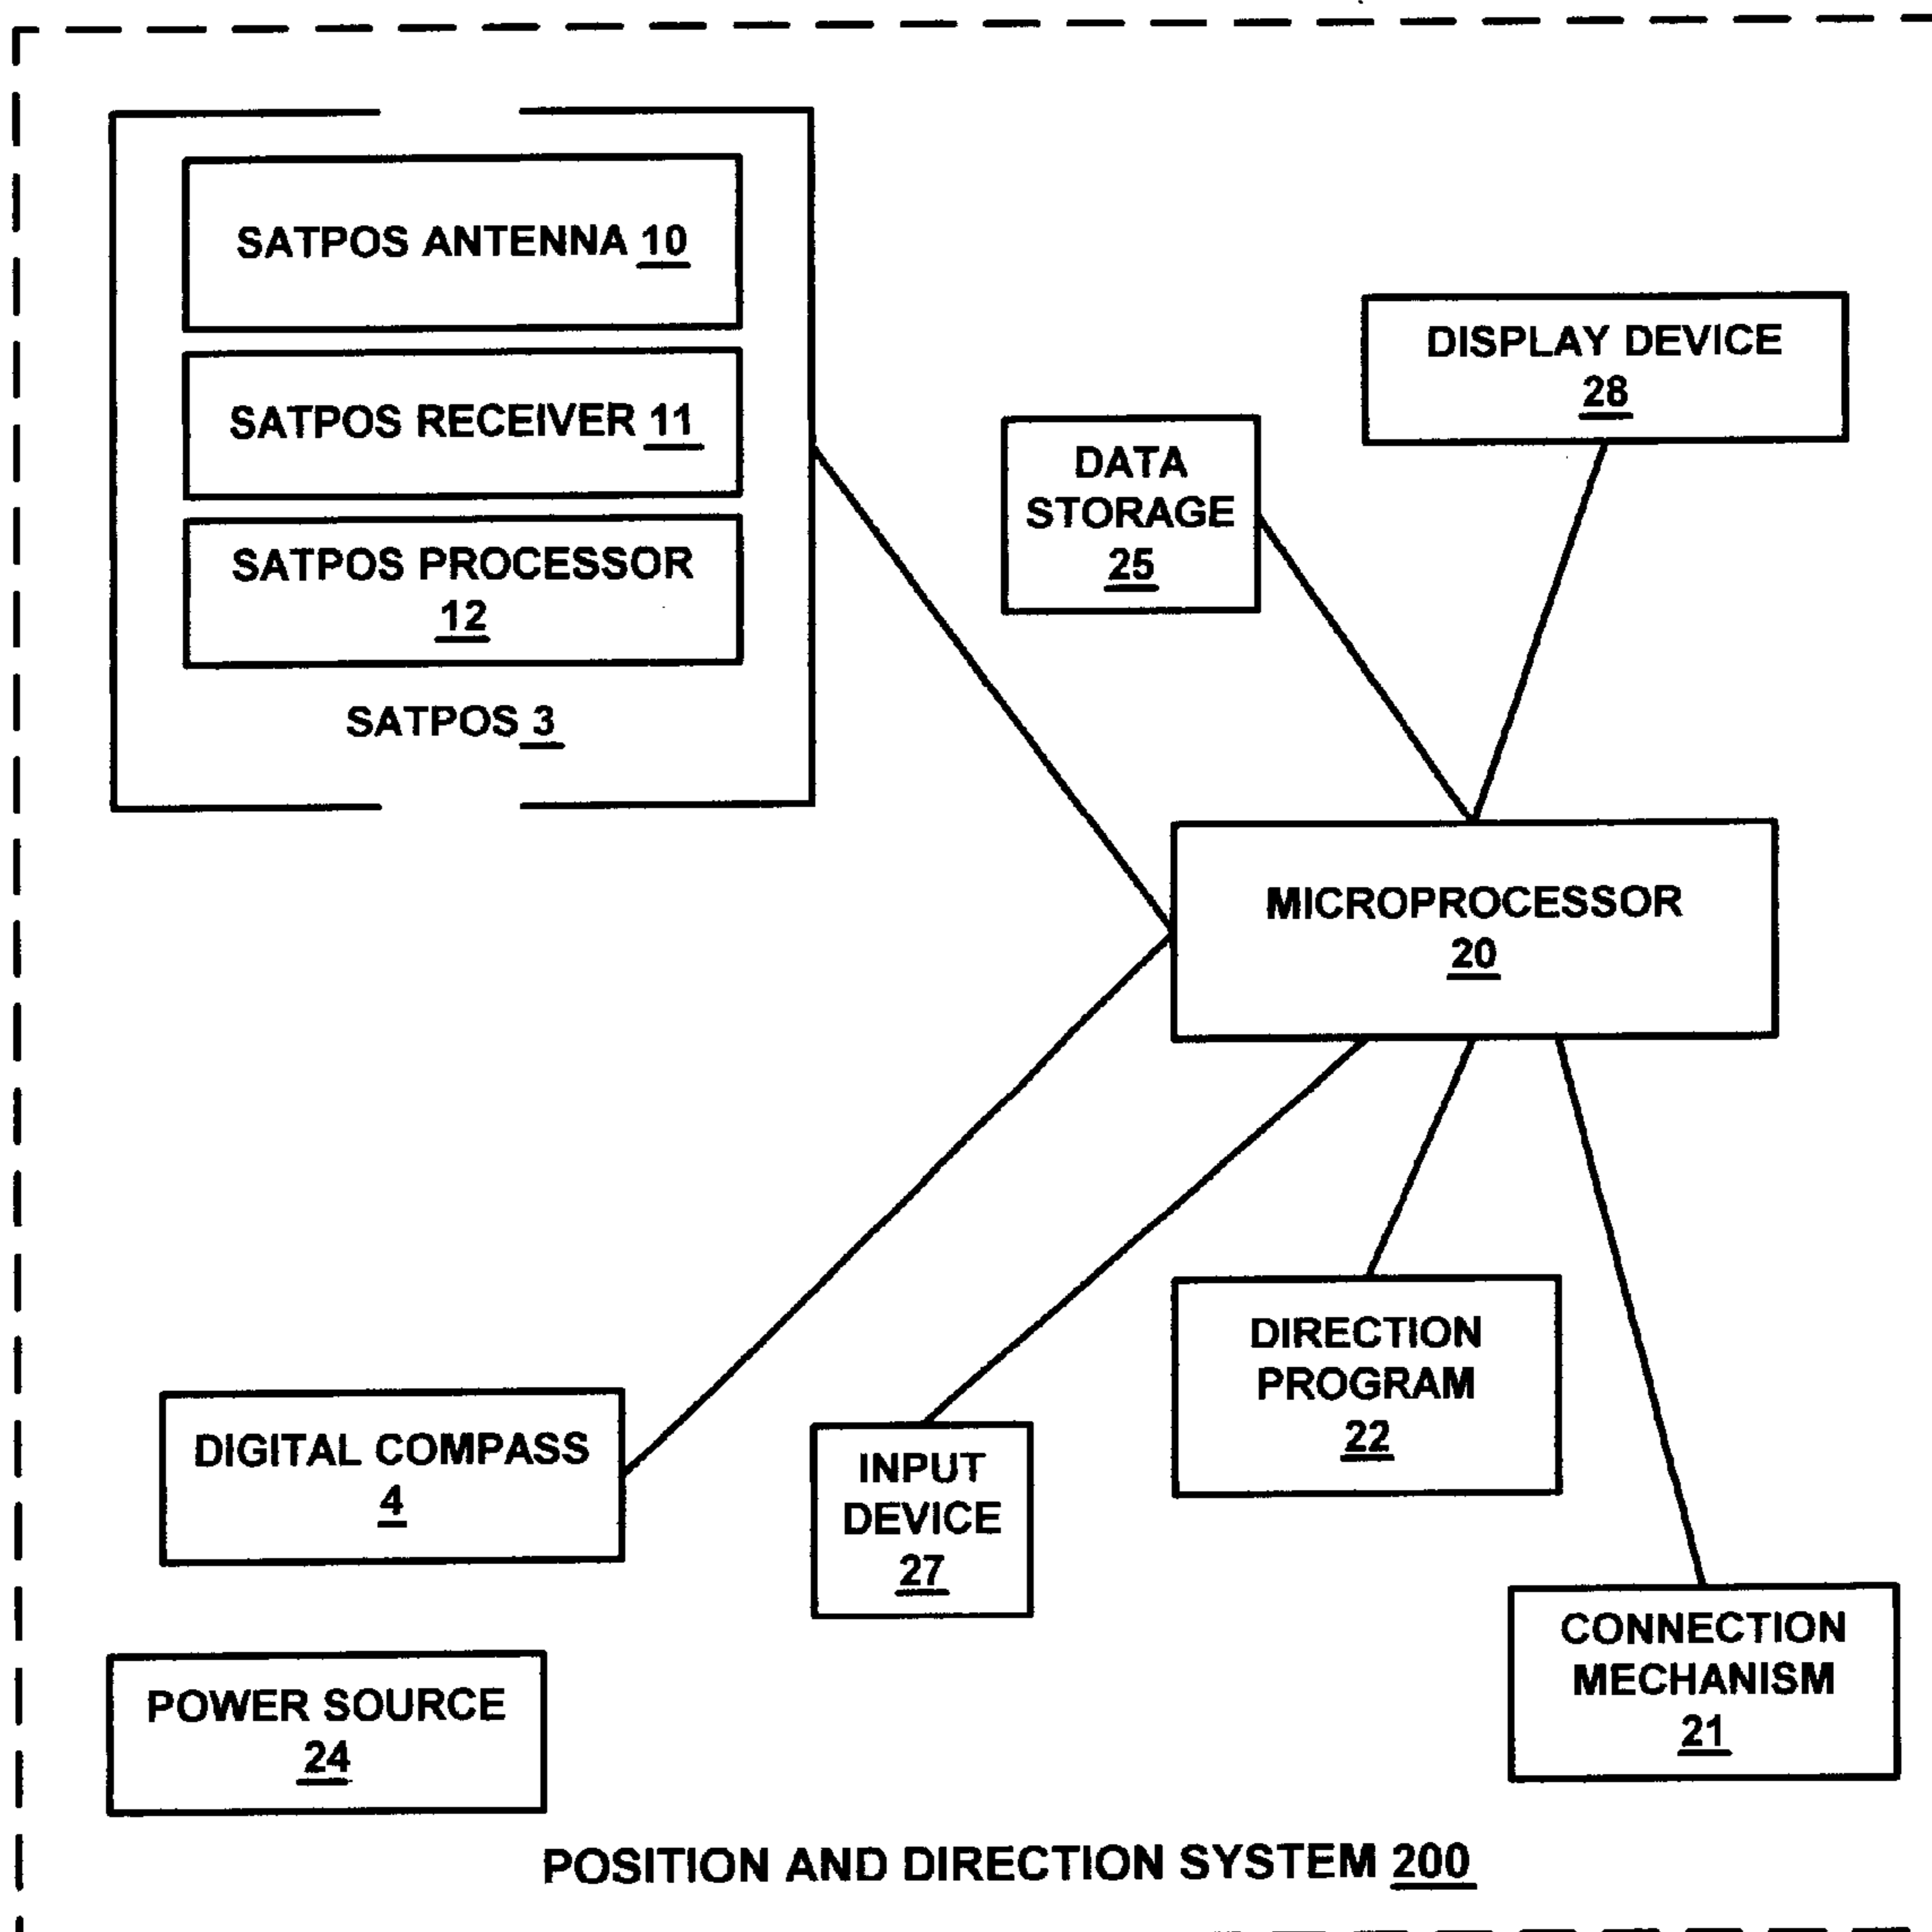 SATPOS ANTENNA 10
SATPOS RECEIVER 11
SATPOS PROCESSOR
12
SATPOS 3
DISPLAY DEVICE
28
DATA
STORAGE
25
MICROPROCESSOR
20
DIRECTION
PROGRAM
22
DIGITAL COMPASS
4
INPUT
DEVICE
27
CONNECTION
MECHANISM
21
POWER SOURCE
24
POSITION AND DIRECTION SYSTEM 200